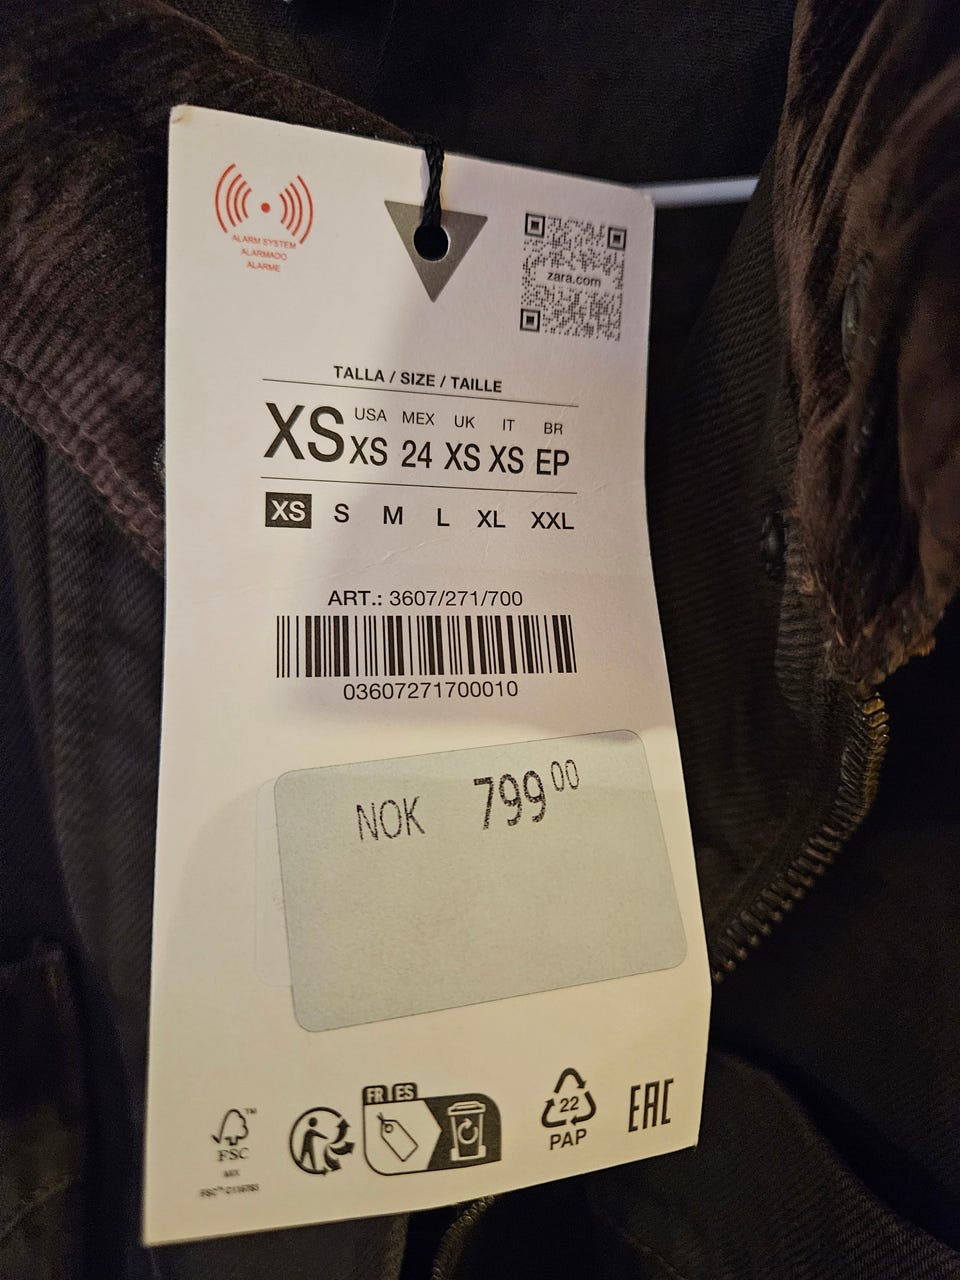 ALARM SYSTEM
ALARMADO
ALARME
zara.com
TALLA / SIZE / TAILLE
USA MEX UK IT BR
XS XS 24 XS XS EP
XS S M L XL XXL
ART.: 3607/271/700
03607271700010
NOK 799 00
FR ES
22
PAP
FSC™
MIX
EAC